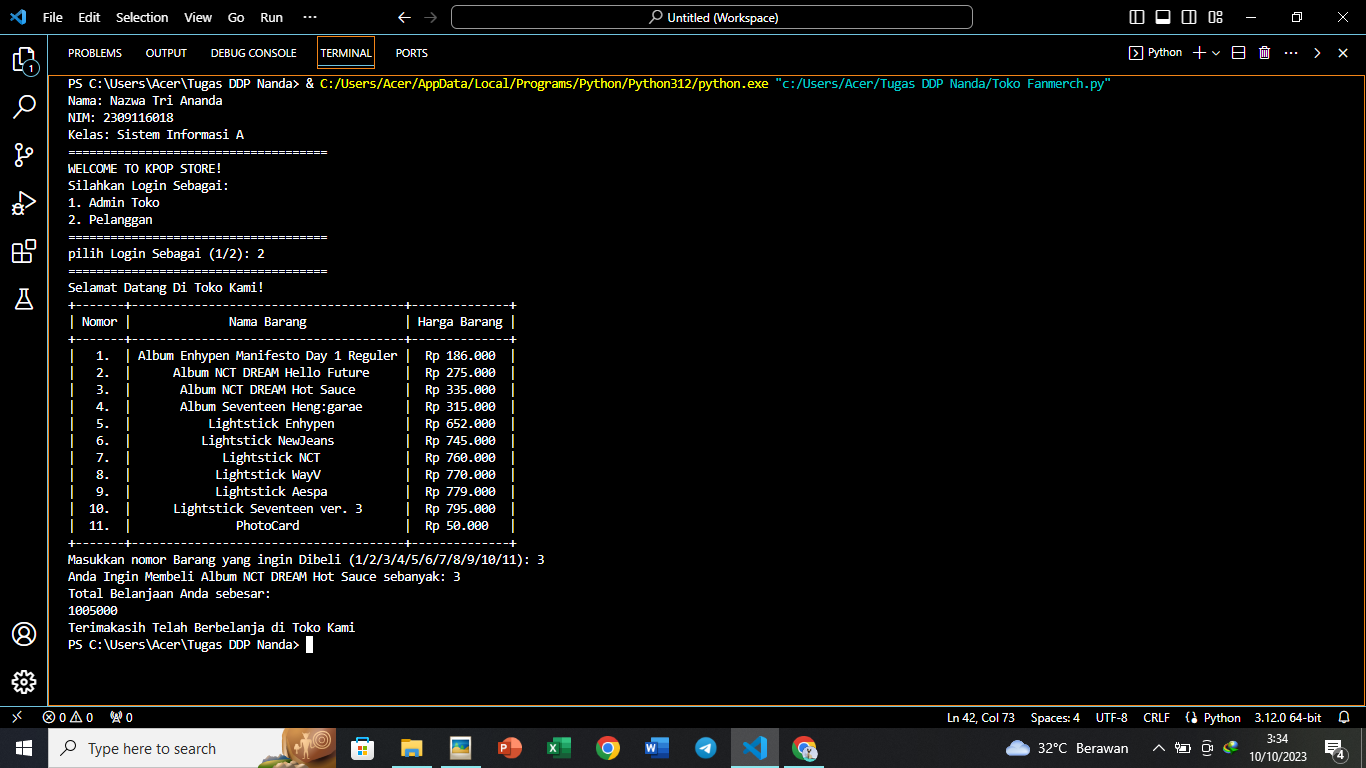 File Edit Selection View Go Run ··· Untitled (Workspace)
PROBLEMS OUTPUT DEBUG CONSOLE TERMINAL PORTS Python
1
PS C:\Users\Acer\Tugas DDP Nanda> & C:/Users/Acer/AppData/Local/Programs/Python/Python312/python.exe "c:/Users/Acer/Tugas DDP Nanda/Toko Fanmerch.py"
Nama: Nazwa Tri Ananda
NIM: 2309116018
Kelas: Sistem Informasi A
=====================================
WELCOME TO KPOP STORE!
Silahkan Login Sebagai:
1. Admin Toko
2. Pelanggan
=====================================
pilih Login Sebagai (1/2): 2
=====================================
Selamat Datang Di Toko Kami!
+-------+---------------------------------------+--------------+
| Nomor | Nama Barang | Harga Barang |
+-------+---------------------------------------+--------------+
| 1. | Album Enhypen Manifesto Day 1 Reguler | Rp 186.000 |
| 2. | Album NCT DREAM Hello Future | Rp 275.000 |
| 3. | Album NCT DREAM Hot Sauce | Rp 335.000 |
| 4. | Album Seventeen Heng:garae | Rp 315.000 |
| 5. | Lightstick Enhypen | Rp 652.000 |
| 6. | Lightstick NewJeans | Rp 745.000 |
| 7. | Lightstick NCT | Rp 760.000 |
| 8. | Lightstick WayV | Rp 770.000 |
| 9. | Lightstick Aespa | Rp 779.000 |
| 10. | Lightstick Seventeen ver. 3 | Rp 795.000 |
| 11. | PhotoCard | Rp 50.000 |
+-------+---------------------------------------+--------------+
Masukkan nomor Barang yang ingin Dibeli (1/2/3/4/5/6/7/8/9/10/11): 3
Anda Ingin Membeli Album NCT DREAM Hot Sauce sebanyak: 3
Total Belanjaan Anda sebesar:
1005000
Terimakasih Telah Berbelanja di Toko Kami
PS C:\Users\Acer\Tugas DDP Nanda>
0 0 0 Ln 42, Col 73 Spaces: 4 UTF-8 CRLF Python 3.12.0 64-bit
Type here to search 32°C Berawan 3:34
10/10/2023 4